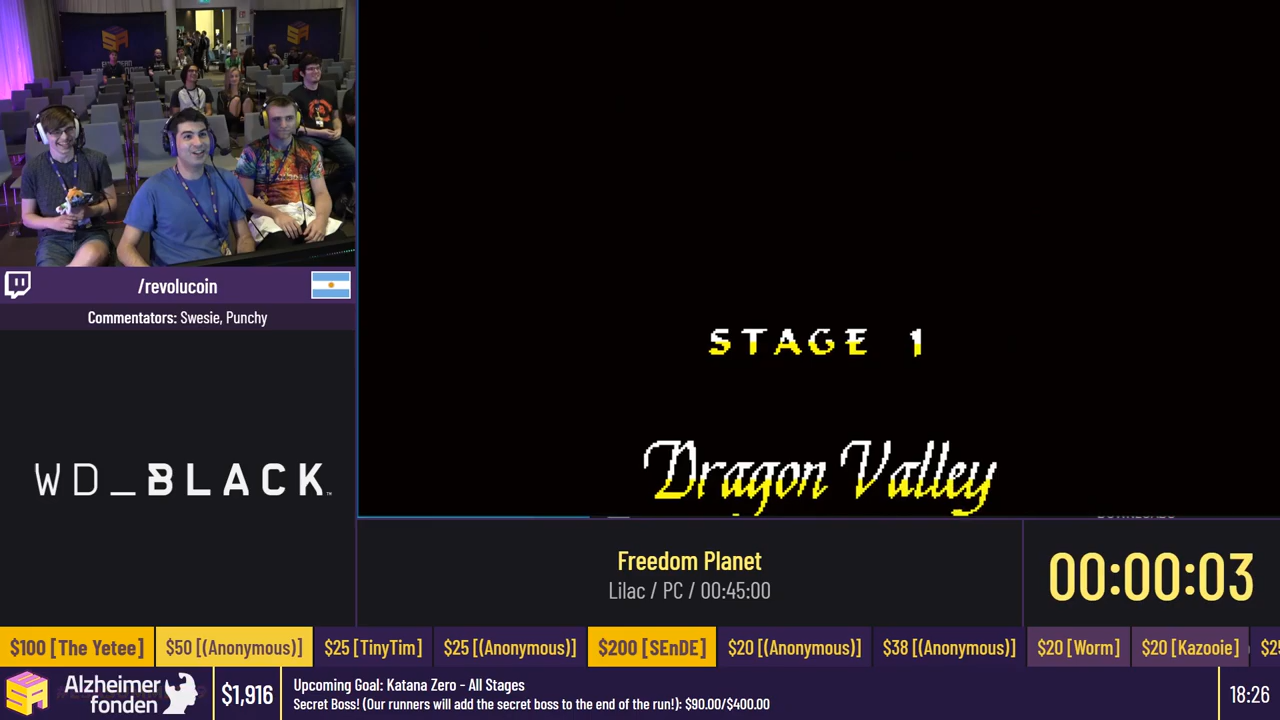 STAGE 1
Dragon Valley
/revolucoin
Commentators: Swesie, Punchy
WD_BLACK™
Freedom Planet
Lilac / PC / 00:45:00
00:00:03
$100 [The Yetee] $50 [(Anonymous)] $25 [TinyTim] $25 [(Anonymous)] $200 [SEnDE] $20 [(Anonymous)] $38 [(Anonymous)] $20 [Worm] $20 [Kazooie]
Alzheimer
fonden
$1,916
Upcoming Goal: Katana Zero - All Stages
Secret Boss! (Our runners will add the secret boss to the end of the run!): $90.00/$400.00
18:26